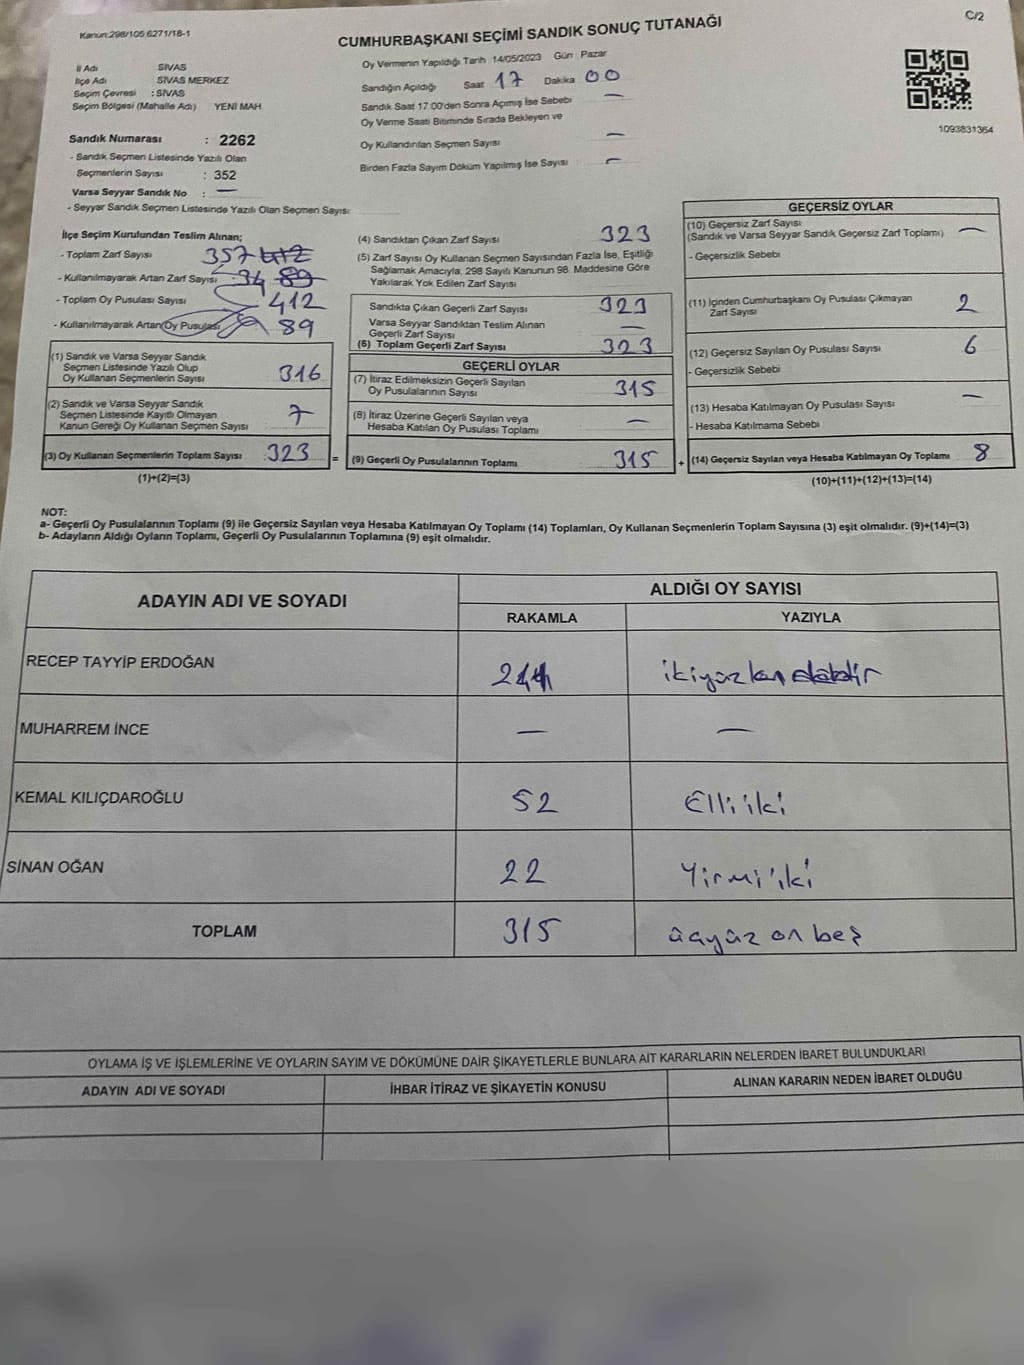 Kanun:298/105 6271/18-1
C/2
CUMHURBAŞKANI SEÇİMİ SANDIK SONUÇ TUTANAĞI
İl Adı SİVAS
İlçe Adı SİVAS MERKEZ
Seçim Çevresi : SİVAS
Seçim Bölgesi (Mahalle Adı) YENİ MAH.
Oy Vermenin Yapıldığı Tarih : 14/05/2023 Gün : Pazar
Sandığın Açıldığı Saat 17 Dakika 00
Sandık Saat 17:00'den Sonra Açılmış İse Sebebi —
Oy Verme Saati Bitiminde Sırada Bekleyen ve
Oy Kullandırılan Seçmen Sayısı —
Birden Fazla Sayım Döküm Yapılmış İse Sayısı —
1093831364
Sandık Numarası : 2262
- Sandık Seçmen Listesinde Yazılı Olan
Seçmenlerin Sayısı : 352
Varsa Seyyar Sandık No : —
- Seyyar Sandık Seçmen Listesinde Yazılı Olan Seçmen Sayısı:
İlçe Seçim Kurulundan Teslim Alınan;
- Toplam Zarf Sayısı 357 412
- Kullanılmayarak Artan Zarf Sayısı 34 89
- Toplam Oy Pusulası Sayısı 412
- Kullanılmayarak Artan Oy Pusulası 89
(1) Sandık ve Varsa Seyyar Sandık
Seçmen Listesinde Yazılı Olup
Oy Kullanan Seçmenlerin Sayısı 316
(2) Sandık ve Varsa Seyyar Sandık
Seçmen Listesinde Kayıtlı Olmayan
Kanun Gereği Oy Kullanan Seçmen Sayısı 7
(3) Oy Kullanan Seçmenlerin Toplam Sayısı 323 =
(1)+(2)=(3)
(4) Sandıktan Çıkan Zarf Sayısı 323
(5) Zarf Sayısı Oy Kullanan Seçmen Sayısından Fazla İse, Eşitliği
Sağlamak Amacıyla, 298 Sayılı Kanunun 98. Maddesine Göre
Yakılarak Yok Edilen Zarf Sayısı
Sandıkta Çıkan Geçerli Zarf Sayısı 323
Varsa Seyyar Sandıktan Teslim Alınan
Geçerli Zarf Sayısı —
(6) Toplam Geçerli Zarf Sayısı 323
GEÇERLİ OYLAR
(7) İtiraz Edilmeksizin Geçerli Sayılan
Oy Pusulalarının Sayısı 315
(8) İtiraz Üzerine Geçerli Sayılan veya
Hesaba Katılan Oy Pusulası Toplamı —
(9) Geçerli Oy Pusulalarının Toplamı 315 +
GEÇERSİZ OYLAR
(10) Geçersiz Zarf Sayısı
(Sandık ve Varsa Seyyar Sandık Geçersiz Zarf Toplamı) —
- Geçersizlik Sebebi
(11) İçinden Cumhurbaşkanı Oy Pusulası Çıkmayan
Zarf Sayısı 2
(12) Geçersiz Sayılan Oy Pusulası Sayısı 6
- Geçersizlik Sebebi
(13) Hesaba Katılmayan Oy Pusulası Sayısı —
- Hesaba Katılmama Sebebi
(14) Geçersiz Sayılan veya Hesaba Katılmayan Oy Toplamı 8
(10)+(11)+(12)+(13)=(14)
NOT:
a- Geçerli Oy Pusulalarının Toplamı (9) ile Geçersiz Sayılan veya Hesaba Katılmayan Oy Toplamı (14) Toplamları, Oy Kullanan Seçmenlerin Toplam Sayısına (3) eşit olmalıdır. (9)+(14)=(3)
b- Adayların Aldığı Oyların Toplamı, Geçerli Oy Pusulalarının Toplamına (9) eşit olmalıdır.
ADAYIN ADI VE SOYADI
ALDIĞI OY SAYISI
RAKAMLA YAZIYLA
RECEP TAYYİP ERDOĞAN
MUHARREM İNCE — —
KEMAL KILIÇDAROĞLU 52 Elli iki
SİNAN OĞAN 22 Yirmi iki
TOPLAM 315 üçyüz on beş
OYLAMA İŞ VE İŞLEMLERİNE VE OYLARIN SAYIM VE DÖKÜMÜNE DAİR ŞİKAYETLERLE BUNLARA AİT KARARLARIN NELERDEN İBARET BULUNDUKLARI
ADAYIN ADI VE SOYADI İHBAR İTİRAZ VE ŞİKAYETİN KONUSU ALINAN KARARIN NEDEN İBARET OLDUĞU